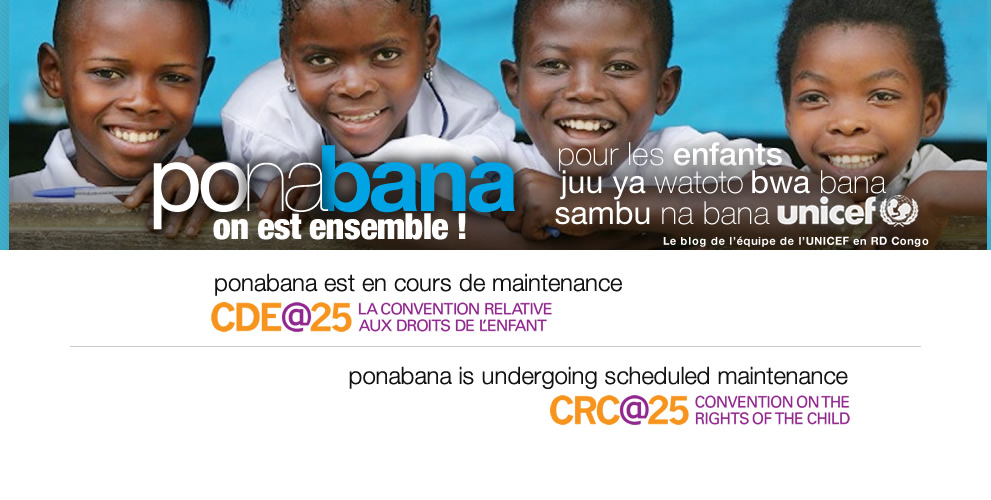 ponabana
on est ensemble !
pour les enfants
juu ya watoto bwa bana
sambu na bana unicef
Le blog de l'équipe de l'UNICEF en RD Congo
ponabana est en cours de maintenance
CDE@25 LA CONVENTION RELATIVE
AUX DROITS DE L'ENFANT
ponabana is undergoing scheduled maintenance
CRC@25 CONVENTION ON THE
RIGHTS OF THE CHILD